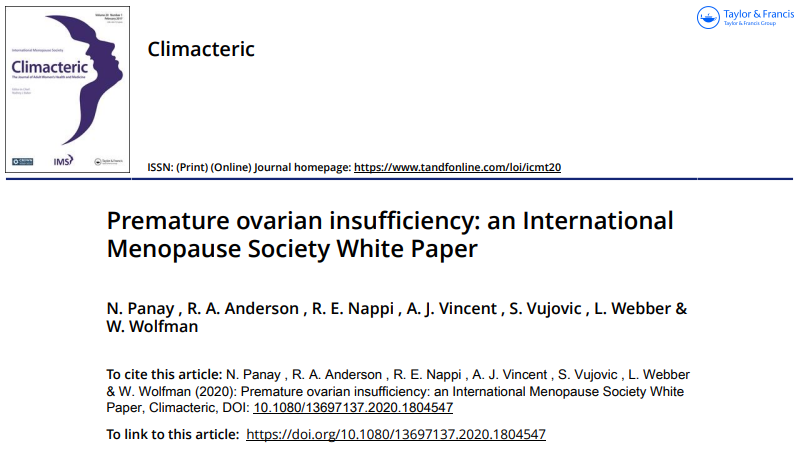 Taylor & Francis
Taylor & Francis Group
International Menopause Society
Climacteric
The Journal of Adult Women's Health and Medicine
IMS
Climacteric
ISSN: (Print) (Online) Journal homepage: https://www.tandfonline.com/loi/icmt20
Premature ovarian insufficiency: an International
Menopause Society White Paper
N. Panay , R. A. Anderson , R. E. Nappi , A. J. Vincent , S. Vujovic , L. Webber &
W. Wolfman
To cite this article: N. Panay , R. A. Anderson , R. E. Nappi , A. J. Vincent , S. Vujovic , L. Webber
& W. Wolfman (2020): Premature ovarian insufficiency: an International Menopause Society White
Paper, Climacteric, DOI: 10.1080/13697137.2020.1804547
To link to this article: https://doi.org/10.1080/13697137.2020.1804547